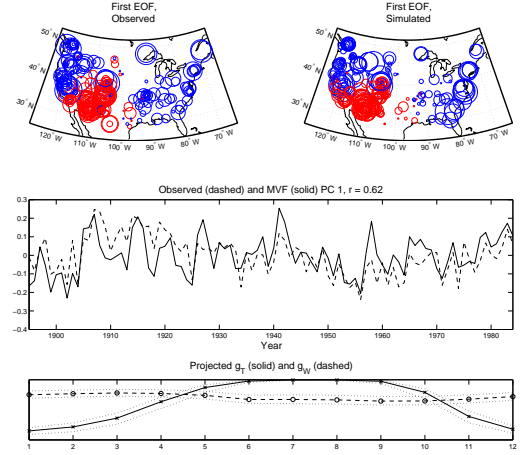 First EOF,
Observed
First EOF,
Simulated
50° N
40° N
30° N
120° W
110° W
100° W
90° W
80° W
70° W
50° N
40° N
30° N
120° W
110° W
100° W
90° W
80° W
70° W
Observed (dashed) and MVF (solid) PC 1, r = 0.62
0.3
0.2
0.1
0
−0.1
−0.2
−0.3
−0.4
1900 1910 1920 1930 1940 1950 1960 1970 1980
Year
Projected g_T (solid) and g_W (dashed)
1 2 3 4 5 6 7 8 9 10 11 12